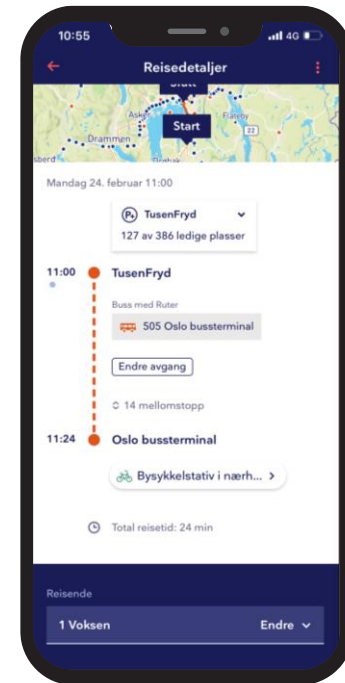 10:55
4G
Reisedetaljer
Asker
Flateby
Start
22
Drammen
Mandag 24. februar 11:00
P+ TusenFryd
127 av 386 ledige plasser
11:00 TusenFryd
Buss med Ruter
505 Oslo bussterminal
Endre avgang
14 mellomstopp
11:24 Oslo bussterminal
Bysykkelstativ i nærh...
Total reisetid: 24 min
Reisende
1 Voksen Endre